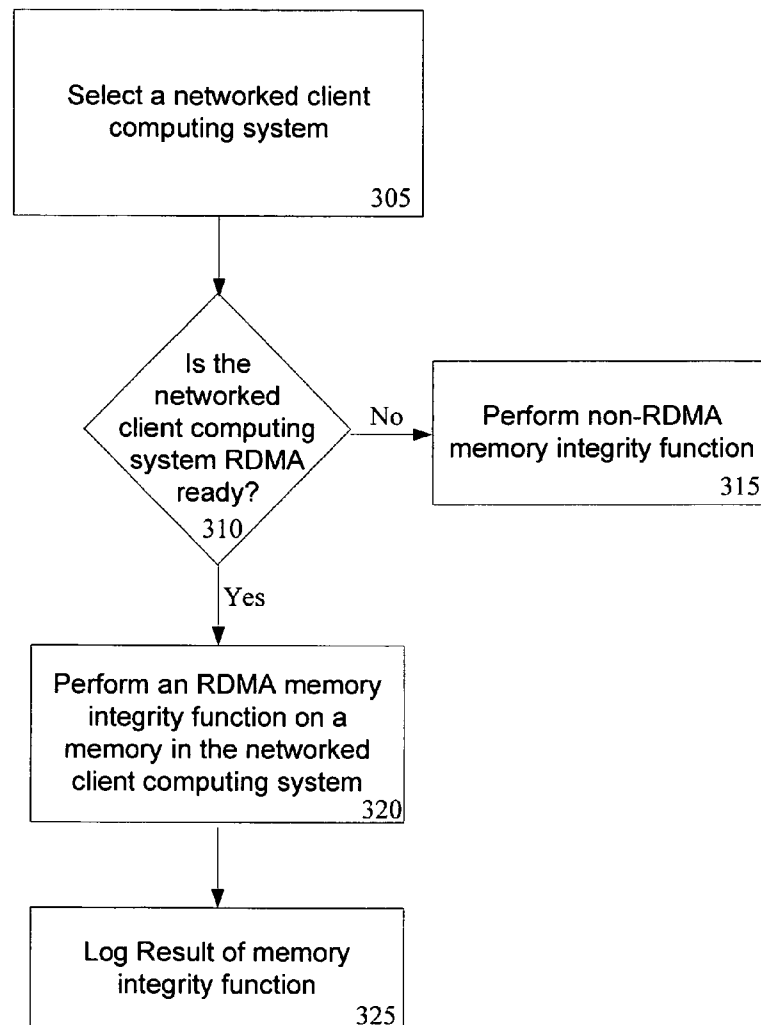 Select a networked client
computing system
305
Is the
networked
client computing
system RDMA
ready?
310
No
Perform non-RDMA
memory integrity function
315
Yes
Perform an RDMA memory
integrity function on a
memory in the networked
client computing system
320
Log Result of memory
integrity function
325